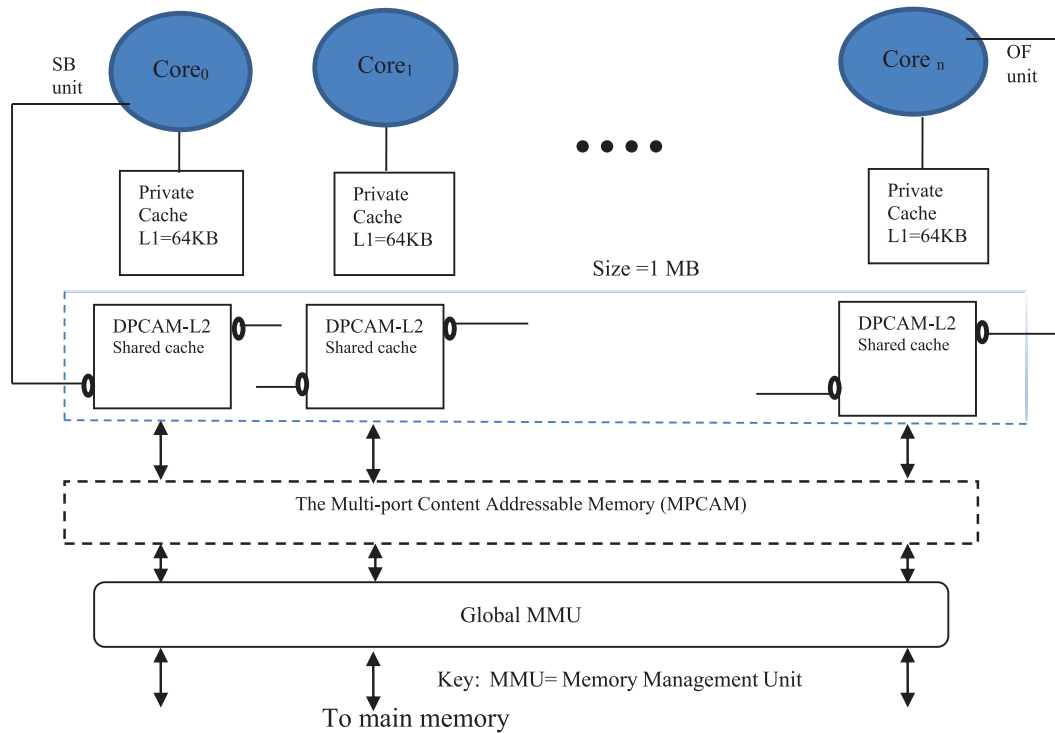 SB
unit
Core0
Core1
Core n
OF
unit
Private
Cache
L1=64KB
Private
Cache
L1=64KB
Private
Cache
L1=64KB
Size =1 MB
DPCAM-L2
Shared cache
DPCAM-L2
Shared cache
DPCAM-L2
Shared cache
The Multi-port Content Addressable Memory (MPCAM)
Global MMU
Key: MMU= Memory Management Unit
To main memory